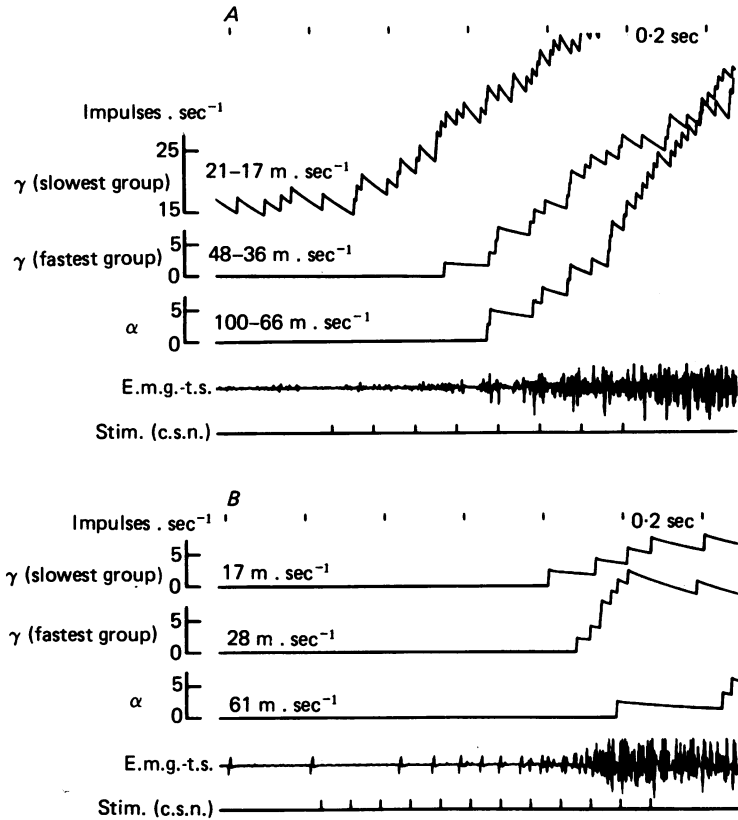 A
0·2 sec
Impulses . sec⁻¹
25
21–17 m . sec⁻¹
γ (slowest group)
15
5
γ (fastest group)
48–36 m . sec⁻¹
0
5
α
100–66 m . sec⁻¹
0
E.m.g.-t.s.
Stim. (c.s.n.)
B
Impulses . sec⁻¹
0·2 sec
5
γ (slowest group)
17 m . sec⁻¹
0
5
γ (fastest group)
28 m . sec⁻¹
0
5
α
61 m . sec⁻¹
0
E.m.g.-t.s.
Stim. (c.s.n.)